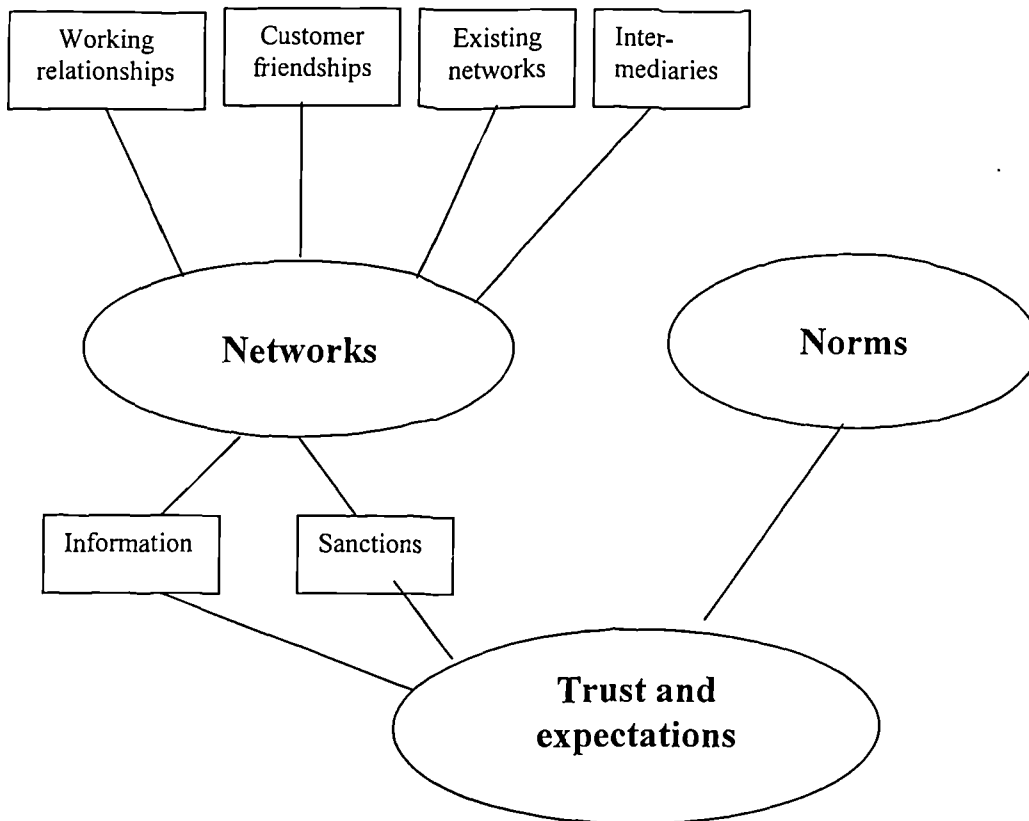 Working
relationships
Customer
friendships
Existing
networks
Inter-
mediaries
Networks
Norms
Information
Sanctions
Trust and
expectations